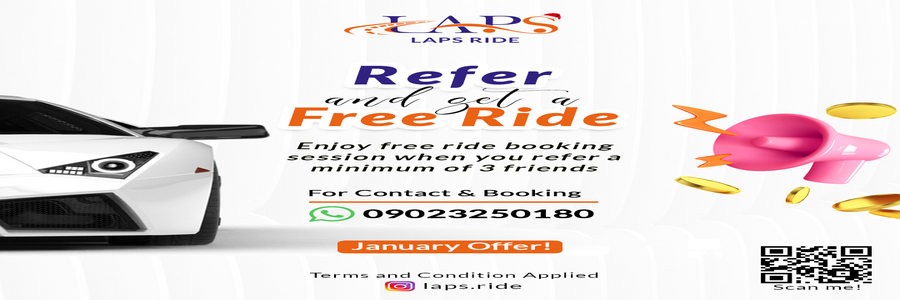 LAPS
LAPS RIDE
Refer
and get a
Free Ride
Enjoy free ride booking
session when you refer a
minimum of 3 friends
For Contact & Booking
09023250180
January Offer!
Terms and Condition Applied
laps.ride
Scan me!